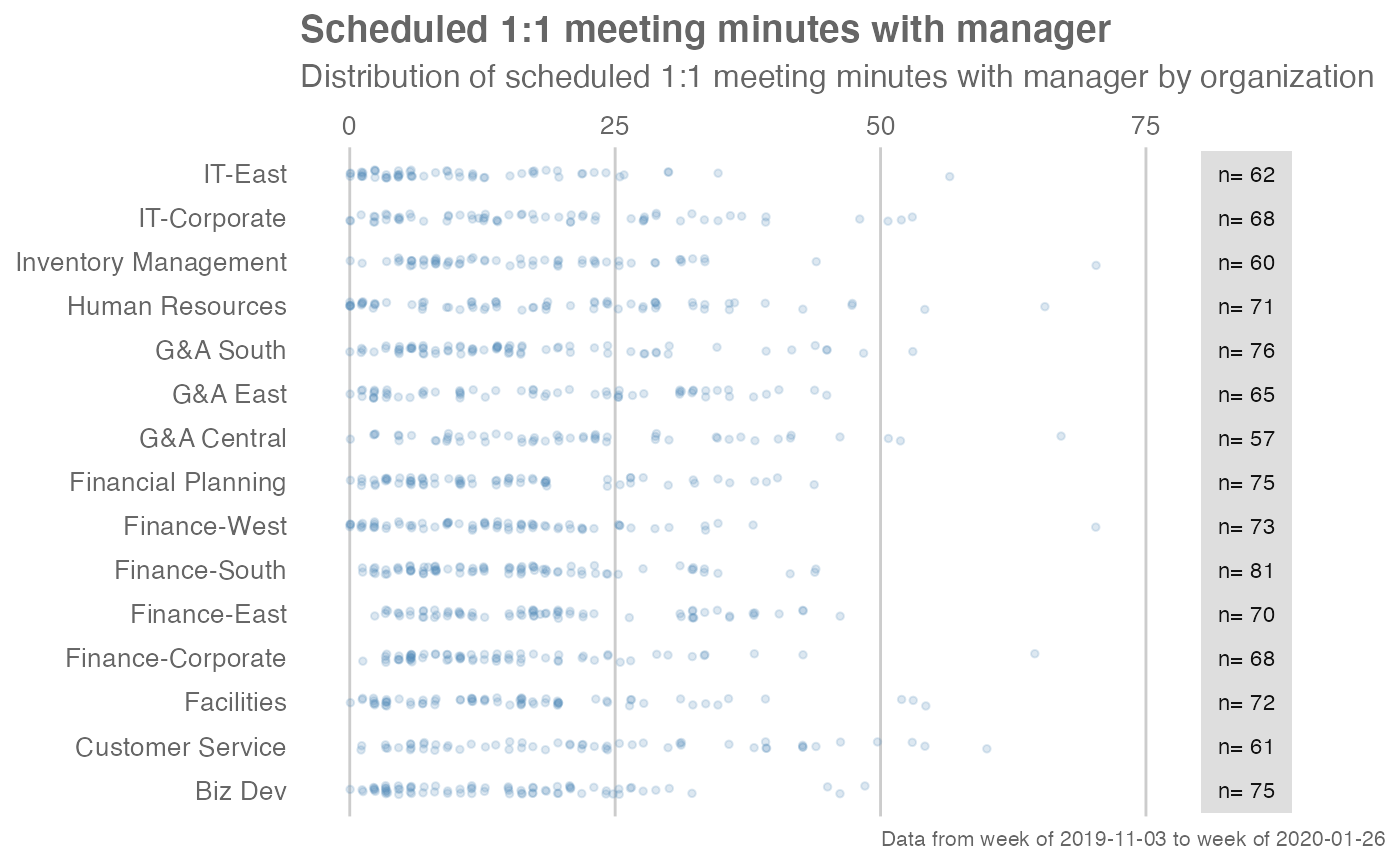 Scheduled 1:1 meeting minutes with manager
Distribution of scheduled 1:1 meeting minutes with manager by organization
0 25 50 75
IT-East n= 62
IT-Corporate n= 68
Inventory Management n= 60
Human Resources n= 71
G&A South n= 76
G&A East n= 65
G&A Central n= 57
Financial Planning n= 75
Finance-West n= 73
Finance-South n= 81
Finance-East n= 70
Finance-Corporate n= 68
Facilities n= 72
Customer Service n= 61
Biz Dev n= 75
Data from week of 2019-11-03 to week of 2020-01-26